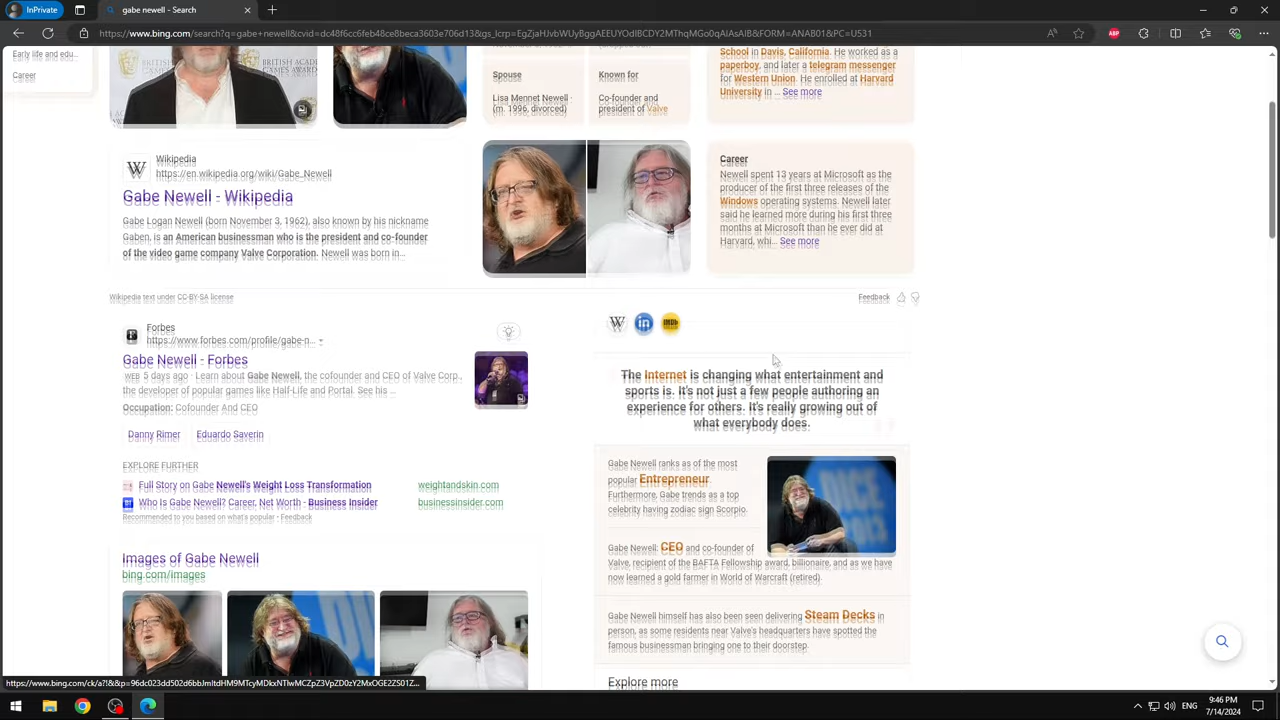 InPrivate
gabe newell - Search
https://www.bing.com/search?q=gabe+newell&cvid=dc48f6cc6feb48ce8beca3603e706d13&gs_lcrp=EgZjaHJvbWUyBggAEEUYOdIBCDY2MThqMGo0qAIAsAIB&FORM=ANAB01&PC=U531
Early life and edu...
Career
Spouse
Lisa Mennet Newell ·
(m. 1996, divorced)
Known for
Co-founder and
president of Valve
School in Davis, California. He worked as a
paperboy, and later a telegram messenger
for Western Union. He enrolled at Harvard
University in ... See more
Wikipedia
https://en.wikipedia.org/wiki/Gabe_Newell
Gabe Newell - Wikipedia
Gabe Logan Newell (born November 3, 1962), also known by his nickname
Gaben, is an American businessman who is the president and co-founder
of the video game company Valve Corporation. Newell was born in...
Career
Newell spent 13 years at Microsoft as the
producer of the first three releases of the
Windows operating systems. Newell later
said he learned more during his first three
months at Microsoft than he ever did at
Harvard, whi... See more
Wikipedia text under CC-BY-SA license
Feedback
Forbes
https://www.forbes.com/profile/gabe-n...
Gabe Newell - Forbes
WEB 5 days ago · Learn about Gabe Newell, the cofounder and CEO of Valve Corp.,
the developer of popular games like Half-Life and Portal. See his ...
Occupation: Cofounder And CEO
Danny Rimer
Eduardo Saverin
EXPLORE FURTHER
Full Story on Gabe Newell's Weight Loss Transformation
weightandskin.com
Who Is Gabe Newell? Career, Net Worth - Business Insider
businessinsider.com
Recommended to you based on what's popular • Feedback
Images of Gabe Newell
bing.com/images
W in IMDb
The Internet is changing what entertainment and
sports is. It's not just a few people authoring an
experience for others. It's really growing out of
what everybody does.
Gabe Newell ranks as of the most
popular Entrepreneur.
Furthermore, Gabe trends as a top
celebrity having zodiac sign Scorpio.
Gabe Newell: CEO and co-founder of
Valve, recipient of the BAFTA Fellowship award, billionaire, and as we have
now learned a gold farmer in World of Warcraft (retired).
Gabe Newell himself has also been seen delivering Steam Decks in
person, as some residents near Valve's headquarters have spotted the
famous businessman bringing one to their doorstep.
Explore more
9:46 PM
7/14/2024